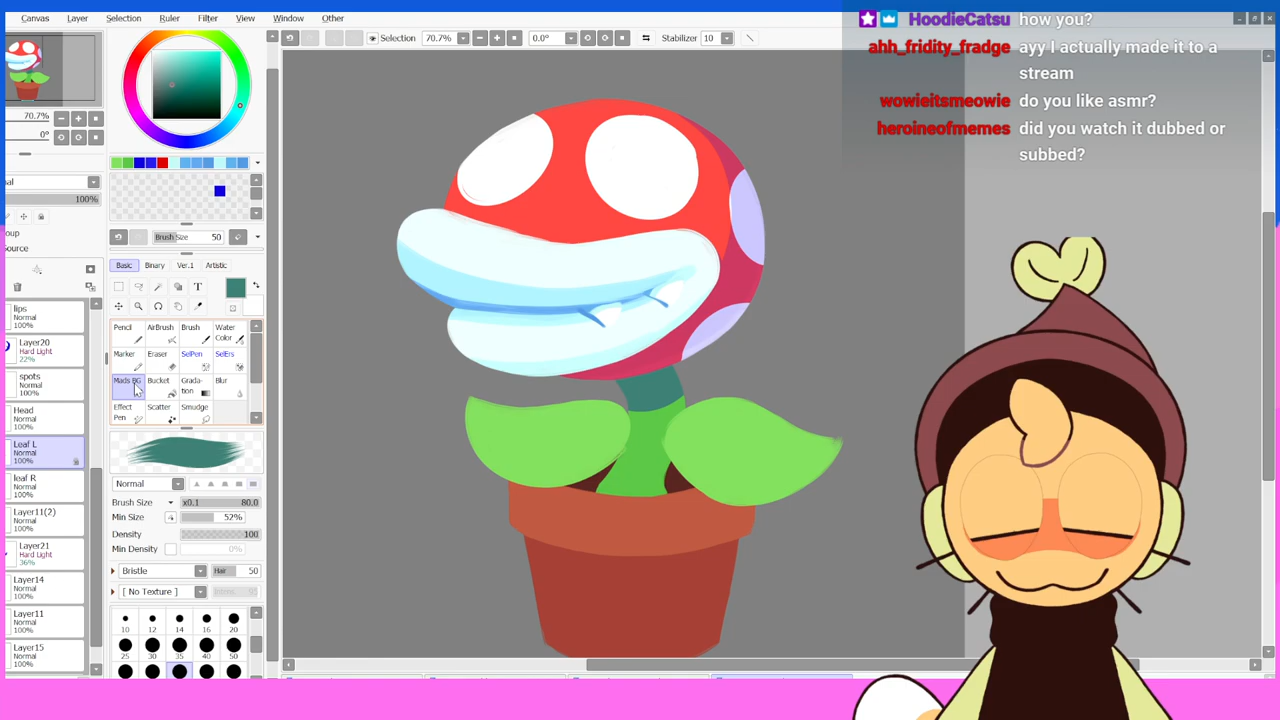 Canvas Layer Selection Ruler Filter View Window Other
Selection 70.7% 0.0° Stabilizer 10
HoodieCatsu how you?
ahh_fridity_fradge ayy I actually made it to a
stream
wowieitsmeowie do you like asmr?
heroineofmemes did you watch it dubbed or
subbed?
70.7%
0°
100%
Brush Size 50
Basic Binary Ver.1 Artistic
T
Pencil AirBrush Brush Water
Color
Marker Eraser SelPen SelErs
Mads BG Bucket Grada-
tion Blur
Effect
Pen Scatter Smudge
Normal
Brush Size x0.1 80.0
Min Size 52%
Density 100
Min Density 0%
Bristle Hair 50
[ No Texture ]
10 12 14 16 20
25 30 35 40 50
lips
Normal
100%
Layer20
Hard Light
22%
spots
Normal
100%
Head
Normal
100%
Leaf L
Normal
100%
leaf R
Normal
100%
Layer11(2)
Normal
100%
Layer21
Hard Light
36%
Layer14
Normal
100%
Layer11
Normal
100%
Layer15
Normal
100%